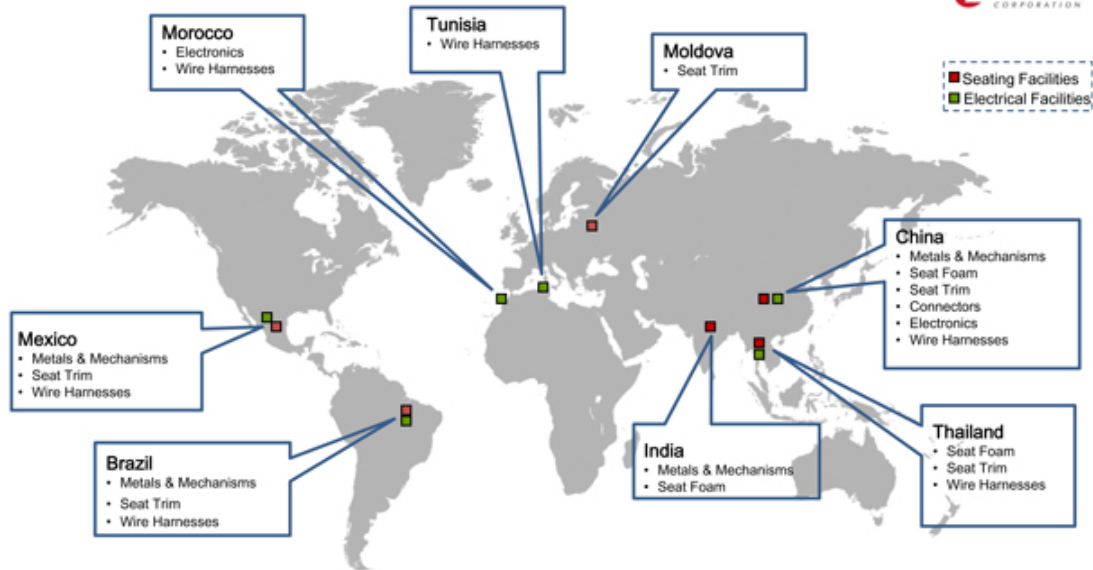 CORPORATION
Morocco
• Electronics
• Wire Harnesses
Tunisia
• Wire Harnesses
Moldova
• Seat Trim
Seating Facilities
Electrical Facilities
China
• Metals & Mechanisms
• Seat Foam
• Seat Trim
• Connectors
• Electronics
• Wire Harnesses
Mexico
• Metals & Mechanisms
• Seat Trim
• Wire Harnesses
Brazil
• Metals & Mechanisms
• Seat Trim
• Wire Harnesses
India
• Metals & Mechanisms
• Seat Foam
Thailand
• Seat Foam
• Seat Trim
• Wire Harnesses